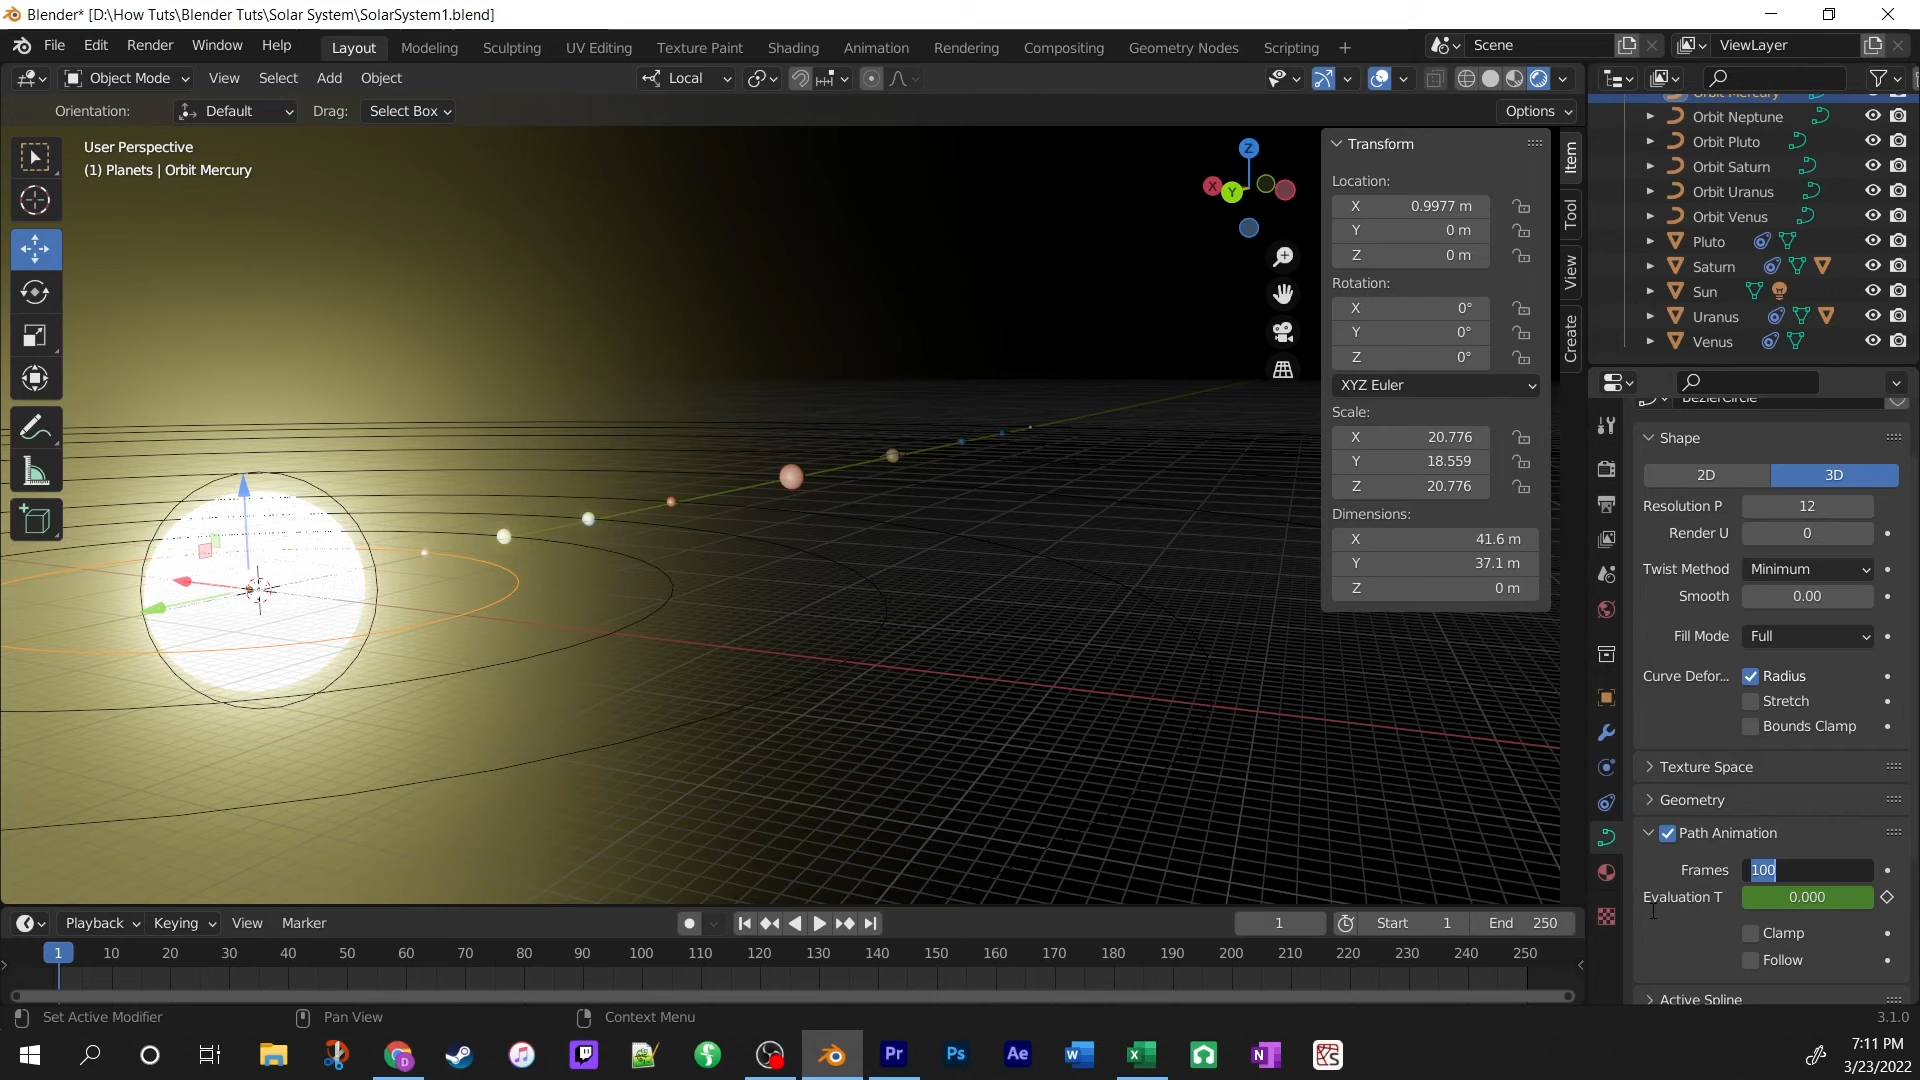 Blender* [D:\How Tuts\Blender Tuts\Solar System\SolarSystem1.blend]
File Edit Render Window Help Layout Modeling Sculpting UV Editing Texture Paint Shading Animation Rendering Compositing Geometry Nodes Scripting Scene ViewLayer
Object Mode View Select Add Object Local
Orientation: Default Drag: Select Box Options
User Perspective
(1) Planets | Orbit Mercury
Z
X
Y
Transform
Location:
X 0.9977 m
Y 0 m
Z 0 m
Rotation:
X 0°
Y 0°
Z 0°
XYZ Euler
Scale:
X 20.776
Y 18.559
Z 20.776
Dimensions:
X 41.6 m
Y 37.1 m
Z 0 m
Item
Tool
View
Create
Orbit Mercury
Orbit Neptune
Orbit Pluto
Orbit Saturn
Orbit Uranus
Orbit Venus
Pluto
Saturn
Sun
Uranus
Venus
BezierCircle
Shape
2D 3D
Resolution P 12
Render U 0
Twist Method Minimum
Smooth 0.00
Fill Mode Full
Curve Defor... Radius
Stretch
Bounds Clamp
Texture Space
Geometry
Path Animation
Frames 100
Evaluation T 0.000
Clamp
Follow
Active Spline
Playback Keying View Marker 1 Start 1 End 250
1 10 20 30 40 50 60 70 80 90 100 110 120 130 140 150 160 170 180 190 200 210 220 230 240 250
Set Active Modifier Pan View Context Menu 3.1.0
7:11 PM
3/23/2022